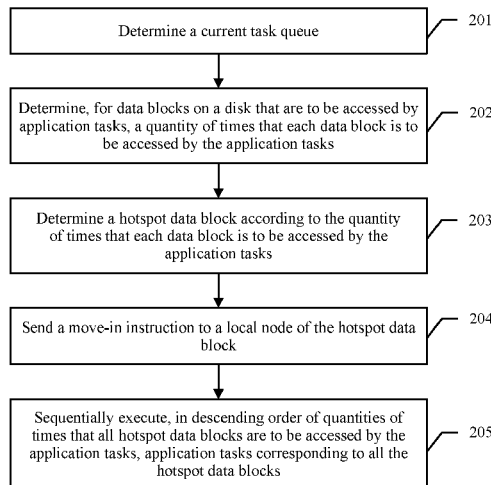 Determine a current task queue
201
Determine, for data blocks on a disk that are to be accessed by
application tasks, a quantity of times that each data block is to
be accessed by the application tasks
202
Determine a hotspot data block according to the quantity
of times that each data block is to be accessed by the
application tasks
203
Send a move-in instruction to a local node of the hotspot data
block
204
Sequentially execute, in descending order of quantities of
times that all hotspot data blocks are to be accessed by the
application tasks, application tasks corresponding to all the
hotspot data blocks
205